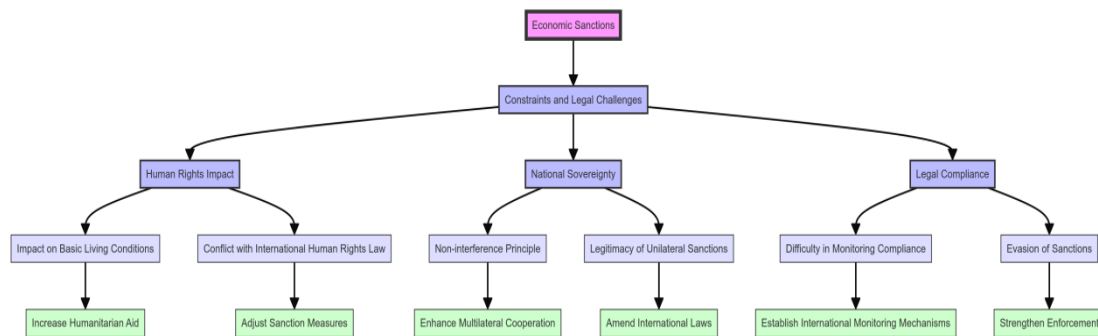 Economic Sanctions
Constraints and Legal Challenges
Human Rights Impact
National Sovereignty
Legal Compliance
Impact on Basic Living Conditions
Conflict with International Human Rights Law
Non-interference Principle
Legitimacy of Unilateral Sanctions
Difficulty in Monitoring Compliance
Evasion of Sanctions
Increase Humanitarian Aid
Adjust Sanction Measures
Enhance Multilateral Cooperation
Amend International Laws
Establish International Monitoring Mechanisms
Strengthen Enforcement